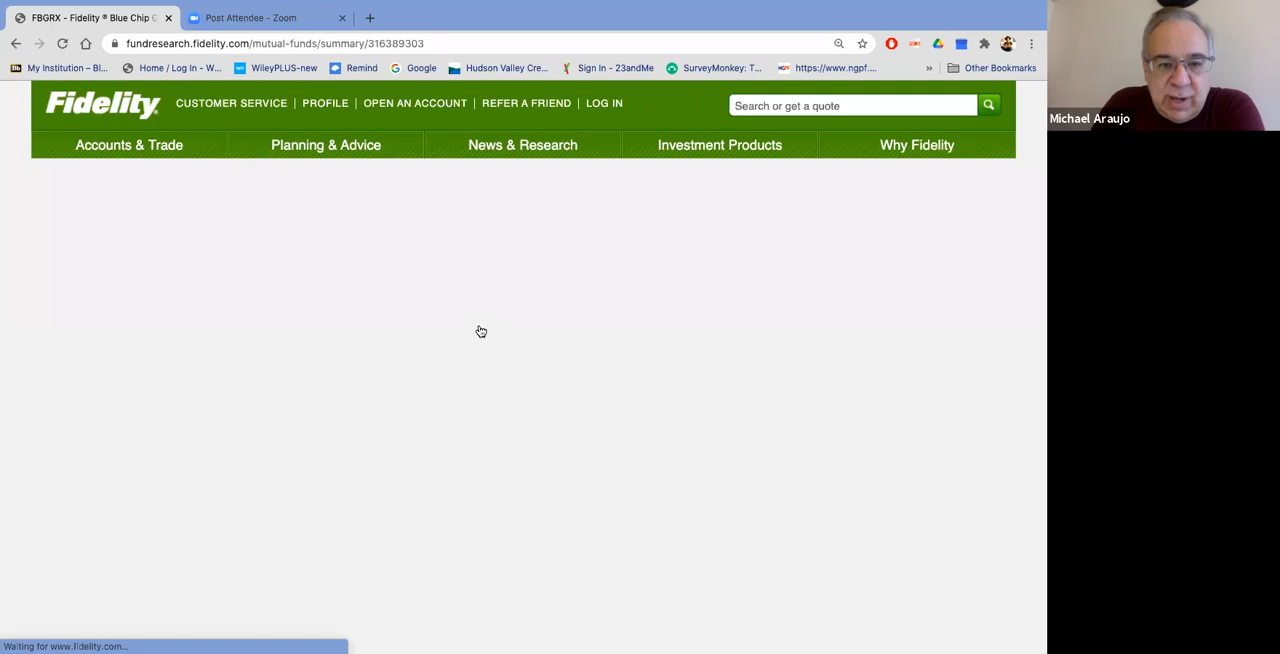 FBGRX - Fidelity ® Blue Chip G
Post Attendee - Zoom
fundresearch.fidelity.com/mutual-funds/summary/316389303
My Institution – Bl...
Home / Log In - W...
WileyPLUS-new
Remind
Google
Hudson Valley Cre...
Sign In - 23andMe
SurveyMonkey: T...
https://www.ngpf....
»
Other Bookmarks
Fidelity
CUSTOMER SERVICE | PROFILE | OPEN AN ACCOUNT | REFER A FRIEND | LOG IN
Search or get a quote
Accounts & Trade
Planning & Advice
News & Research
Investment Products
Why Fidelity
Michael Araujo
Waiting for www.fidelity.com...